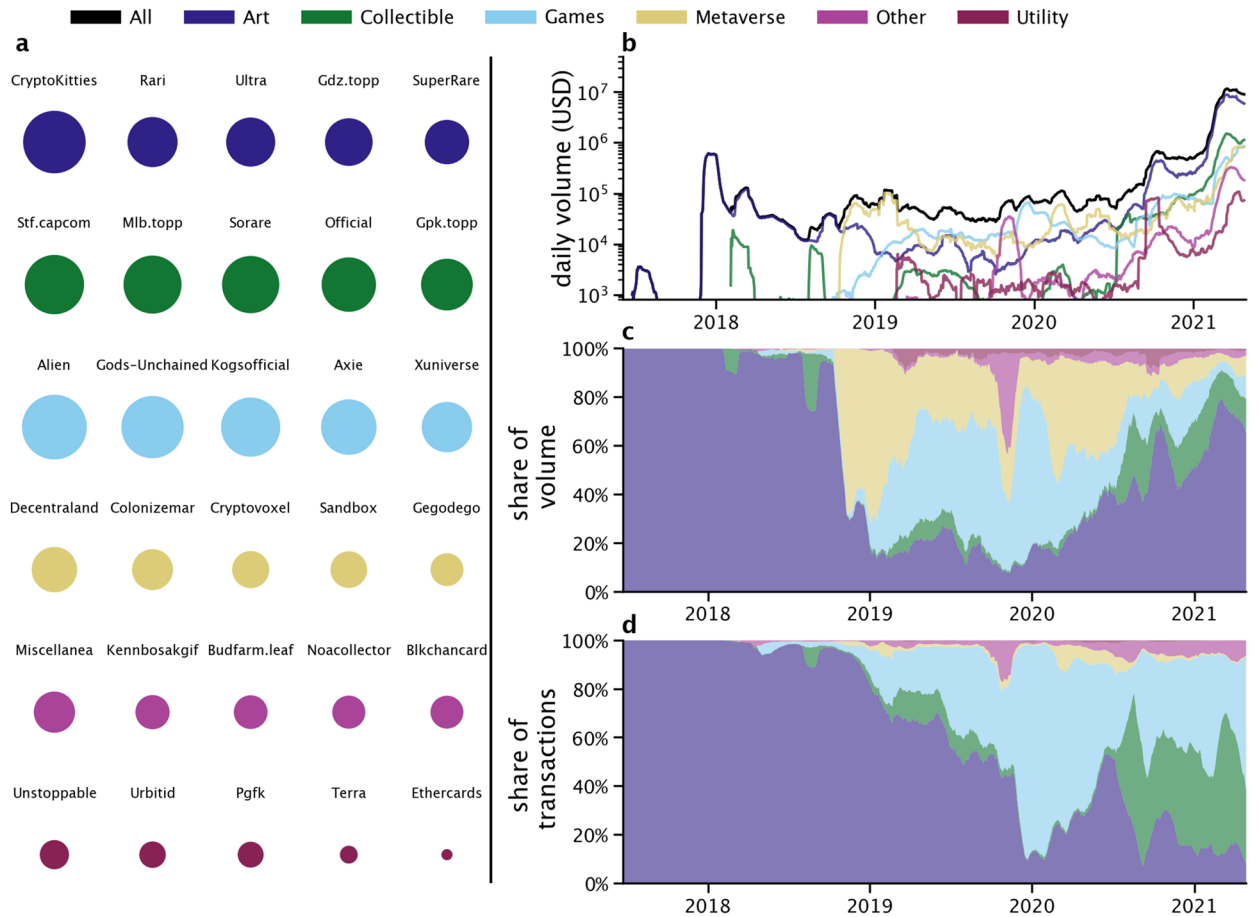 All Art Collectible Games Metaverse Other Utility
a
CryptoKitties Rari Ultra Gdz.topp SuperRare
Stf.capcom Mlb.topp Sorare Official Gpk.topp
Alien Gods-Unchained Kogsofficial Axie Xuniverse
Decentraland Colonizemar Cryptovoxel Sandbox Gegodego
Miscellanea Kennbosakgif Budfarm.leaf Noacollector Blkchancard
Unstoppable Urbitid Pgfk Terra Ethercards
b
daily volume (USD)
10⁷
10⁶
10⁵
10⁴
10³
2018 2019 2020 2021
c
share of
volume
100%
80%
60%
40%
20%
0%
2018 2019 2020 2021
d
share of
transactions
100%
80%
60%
40%
20%
0%
2018 2019 2020 2021